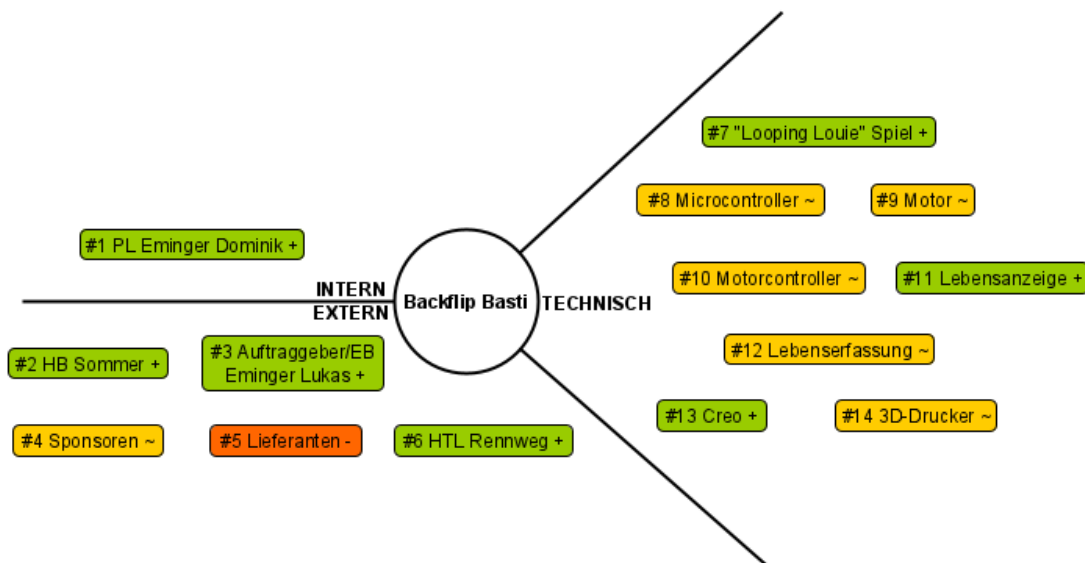 #7 "Looping Louie" Spiel +
#8 Microcontroller ~
#9 Motor ~
#1 PL Eminger Dominik +
#10 Motorcontroller ~
#11 Lebensanzeige +
INTERN
EXTERN
Backflip Basti
TECHNISCH
#2 HB Sommer +
#3 Auftraggeber/EB
Eminger Lukas +
#12 Lebenserfassung ~
#13 Creo +
#14 3D-Drucker ~
#4 Sponsoren ~
#5 Lieferanten -
#6 HTL Rennweg +